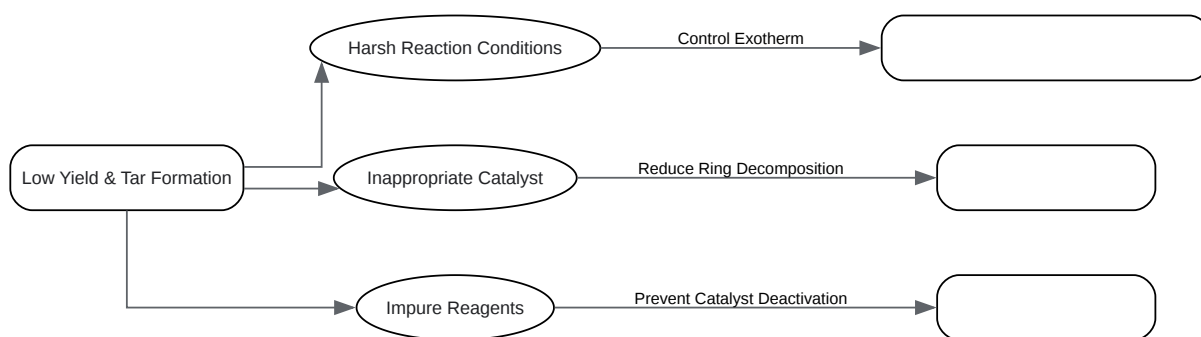 Harsh Reaction Conditions
Control Exotherm
Low Yield & Tar Formation
Inappropriate Catalyst
Reduce Ring Decomposition
Impure Reagents
Prevent Catalyst Deactivation